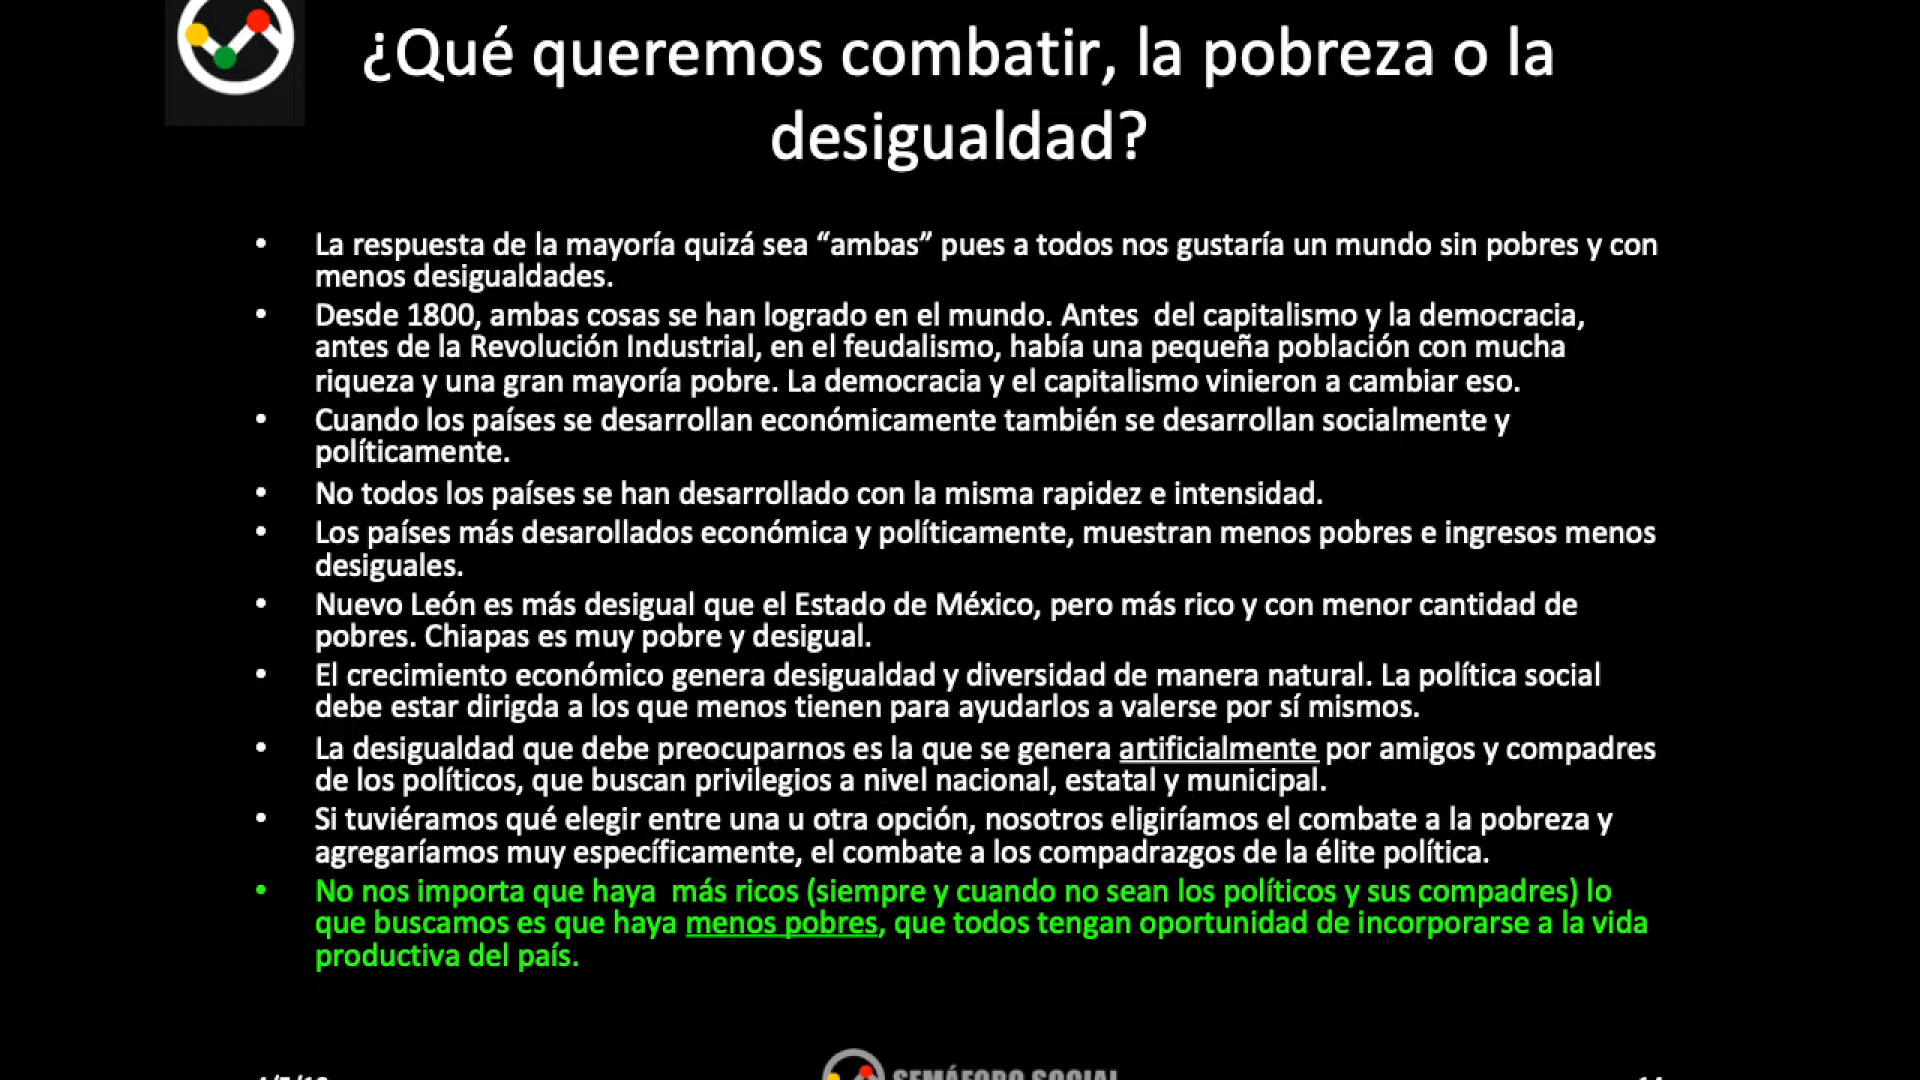 ¿Qué queremos combatir, la pobreza o la
desigualdad?
• La respuesta de la mayoría quizá sea “ambas” pues a todos nos gustaría un mundo sin pobres y con
menos desigualdades.
• Desde 1800, ambas cosas se han logrado en el mundo. Antes  del capitalismo y la democracia,
antes de la Revolución Industrial, en el feudalismo, había una pequeña población con mucha
riqueza y una gran mayoría pobre. La democracia y el capitalismo vinieron a cambiar eso.
• Cuando los países se desarrollan económicamente también se desarrollan socialmente y
políticamente.
• No todos los países se han desarrollado con la misma rapidez e intensidad.
• Los países más desarollados económica y políticamente, muestran menos pobres e ingresos menos
desiguales.
• Nuevo León es más desigual que el Estado de México, pero más rico y con menor cantidad de
pobres. Chiapas es muy pobre y desigual.
• El crecimiento económico genera desigualdad y diversidad de manera natural. La política social
debe estar dirigda a los que menos tienen para ayudarlos a valerse por sí mismos.
• La desigualdad que debe preocuparnos es la que se genera artificialmente por amigos y compadres
de los políticos, que buscan privilegios a nivel nacional, estatal y municipal.
• Si tuviéramos qué elegir entre una u otra opción, nosotros eligiríamos el combate a la pobreza y
agregaríamos muy específicamente, el combate a los compadrazgos de la élite política.
• No nos importa que haya  más ricos (siempre y cuando no sean los políticos y sus compadres) lo
que buscamos es que haya menos pobres, que todos tengan oportunidad de incorporarse a la vida
productiva del país.
SEMÁFORO SOCIAL